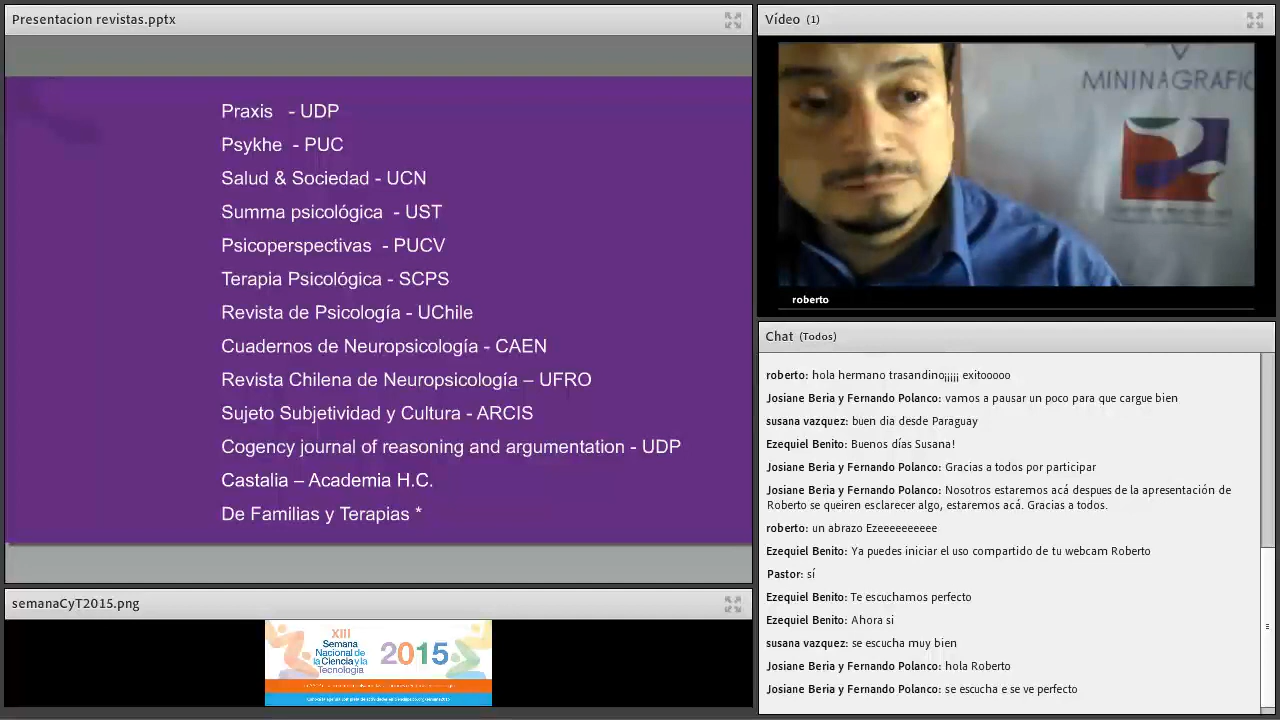 Presentacion revistas.pptx
Praxis - UDP
Psykhe - PUC
Salud & Sociedad - UCN
Summa psicológica - UST
Psicoperspectivas - PUCV
Terapia Psicológica - SCPS
Revista de Psicología - UChile
Cuadernos de Neuropsicología - CAEN
Revista Chilena de Neuropsicología – UFRO
Sujeto Subjetividad y Cultura - ARCIS
Cogency journal of reasoning and argumentation - UDP
Castalia – Academia H.C.
De Familias y Terapias *
semanaCyT2015.png
XIII
Semana
Nacional de
la Ciencia y la
Tecnología
2015
Vídeo (1)
MININAGRAFIC
roberto
Chat (Todos)
roberto: hola hermano trasandino¡¡¡¡¡ exitooooo
Josiane Beria y Fernando Polanco: vamos a pausar un poco para que cargue bien
susana vazquez: buen dia desde Paraguay
Ezequiel Benito: Buenos días Susana!
Josiane Beria y Fernando Polanco: Gracias a todos por participar
Josiane Beria y Fernando Polanco: Nosotros estaremos acá despues de la apresentación de
Roberto se queiren esclarecer algo, estaremos acá. Gracias a todos.
roberto: un abrazo Ezeeeeeeeeee
Ezequiel Benito: Ya puedes iniciar el uso compartido de tu webcam Roberto
Pastor: sí
Ezequiel Benito: Te escuchamos perfecto
Ezequiel Benito: Ahora si
susana vazquez: se escucha muy bien
Josiane Beria y Fernando Polanco: hola Roberto
Josiane Beria y Fernando Polanco: se escucha e se ve perfecto